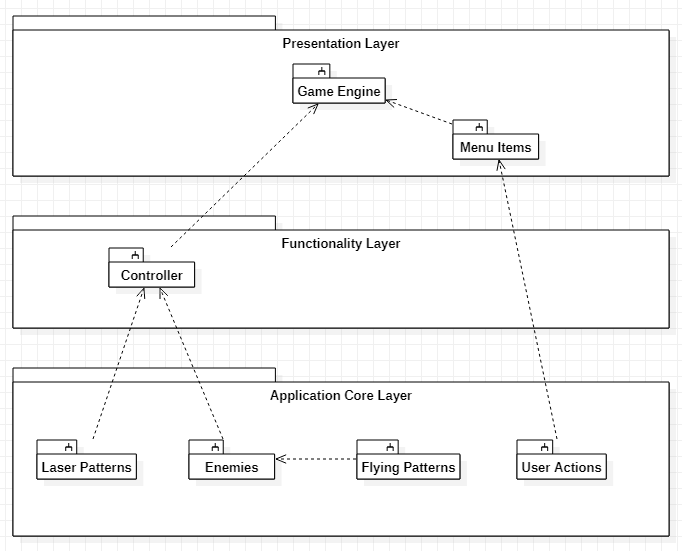 Presentation Layer
Game Engine
Menu Items
Functionality Layer
Controller
Application Core Layer
Laser Patterns
Enemies
Flying Patterns
User Actions